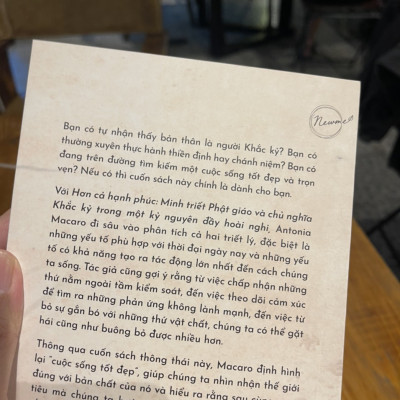 Newme
Bạn có tự nhận thấy bản thân là người Khắc kỷ? Bạn có
thường xuyên thực hành thiền định hay chánh niệm? Bạn có
đang trên đường tìm kiếm một cuộc sống tốt đẹp và trọn
vẹn? Nếu có thì cuốn sách này chính là dành cho bạn.
Với Hơn cả hạnh phúc: Minh triết Phật giáo và chủ nghĩa
Khắc kỷ trong một kỷ nguyên đầy hoài nghi, Antonia
Macaro đi sâu vào phân tích cả hai triết lý, đặc biệt là
những yếu tố phù hợp với thời đại ngày nay và những yếu
tố có khả năng tạo ra tác động lớn nhất đến cách chúng
ta sống. Tác giả cũng gợi ý rằng từ việc chấp nhận những
thứ nằm ngoài tầm kiểm soát, đến việc theo dõi cảm xúc
để tìm ra những phản ứng không lành mạnh, đến việc từ
bỏ sự gắn bó với những thứ vật chất, chúng ta có thể gặt
hái cũng như buông bỏ được nhiều hơn.
Thông qua cuốn sách thông thái này, Macaro định hình
lại "cuộc sống tốt đẹp", giúp chúng ta nhìn nhận thế giới
đúng với bản chất của nó và hiểu ra rằng sau
tiêu mà chúng ta